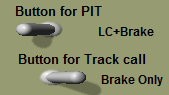 Button for PIT
LC+Brake
Button for Track call
Brake Only